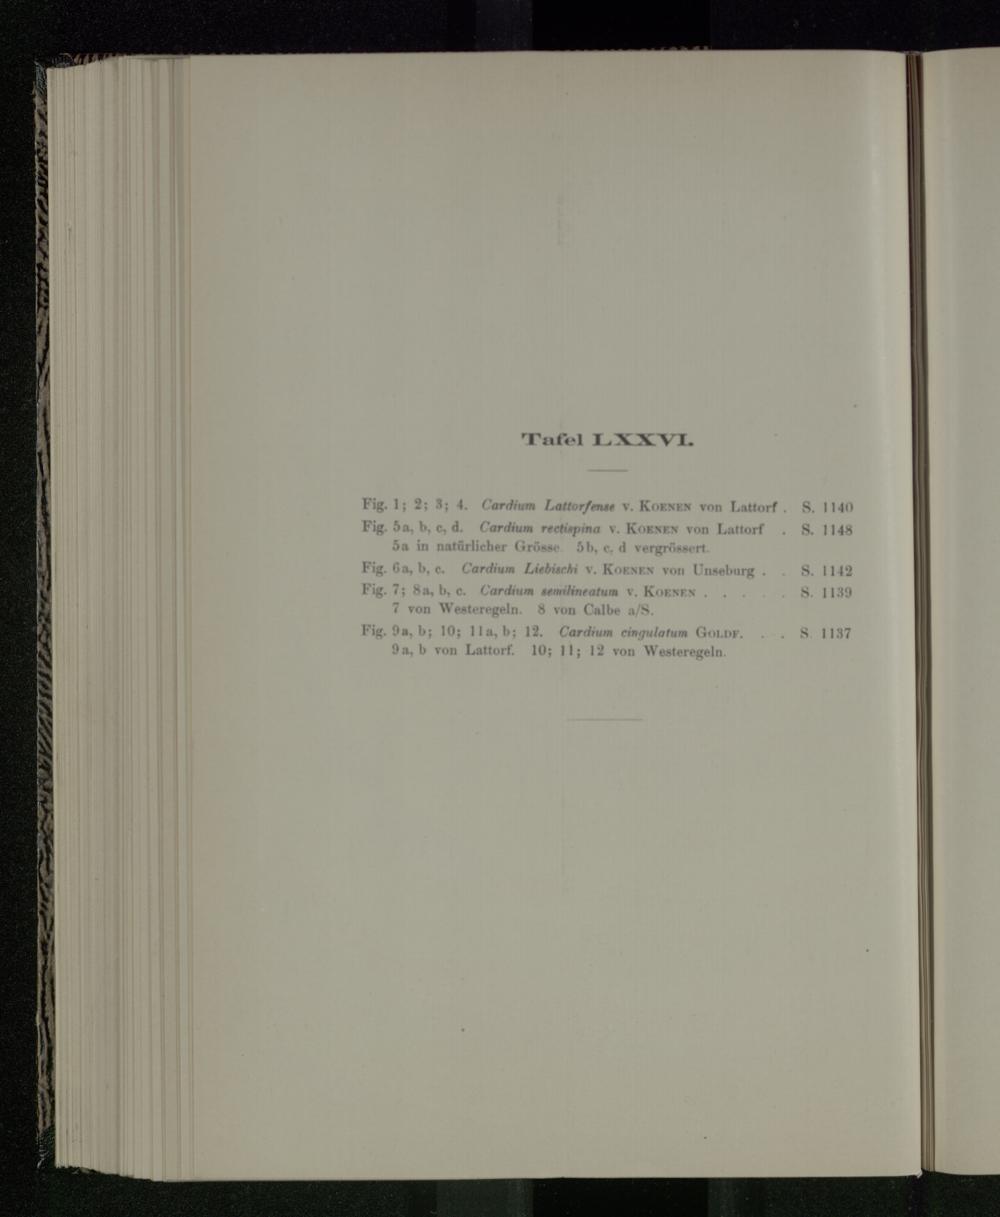 Tafel LXXVI.
Fig. 1; 2; 3; 4. Cardium Lattorfense v. Koenen von Lattorf . S. 1140
Fig. 5a, b, c, d. Cardium rectispina v. Koenen von Lattorf . S. 1148
5a in natürlicher Grösse. 5b, c, d vergrössert.
Fig. 6a, b, c. Cardium Liebischi v. Koenen von Unseburg . . S. 1142
Fig. 7; 8a, b, c. Cardium semilineatum v. Koenen . . . . . S. 1139
7 von Westeregeln. 8 von Calbe a/S.
Fig. 9a, b; 10; 11a, b; 12. Cardium cingulatum Goldf. . . S. 1137
9a, b von Lattorf. 10; 11; 12 von Westeregeln.